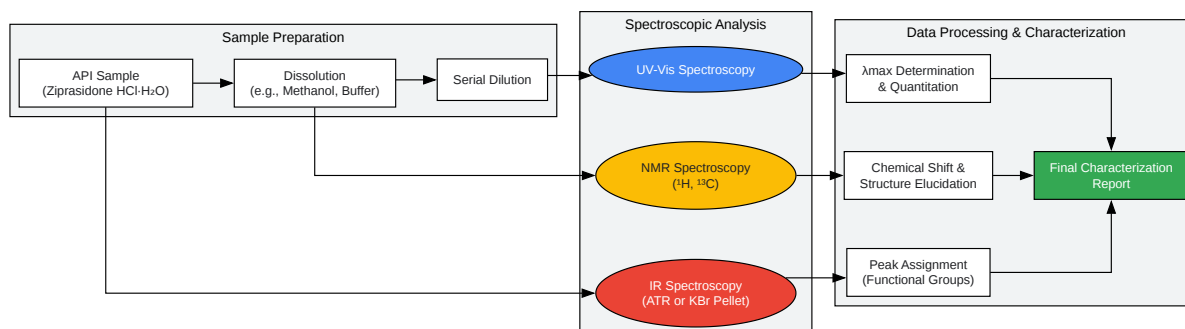 Sample Preparation
API Sample
(Ziprasidone HCl·H₂O)
Dissolution
(e.g., Methanol, Buffer)
Serial Dilution
Spectroscopic Analysis
UV-Vis Spectroscopy
NMR Spectroscopy
(¹H, ¹³C)
IR Spectroscopy
(ATR or KBr Pellet)
Data Processing & Characterization
λmax Determination
& Quantitation
Chemical Shift &
Structure Elucidation
Peak Assignment
(Functional Groups)
Final Characterization
Report